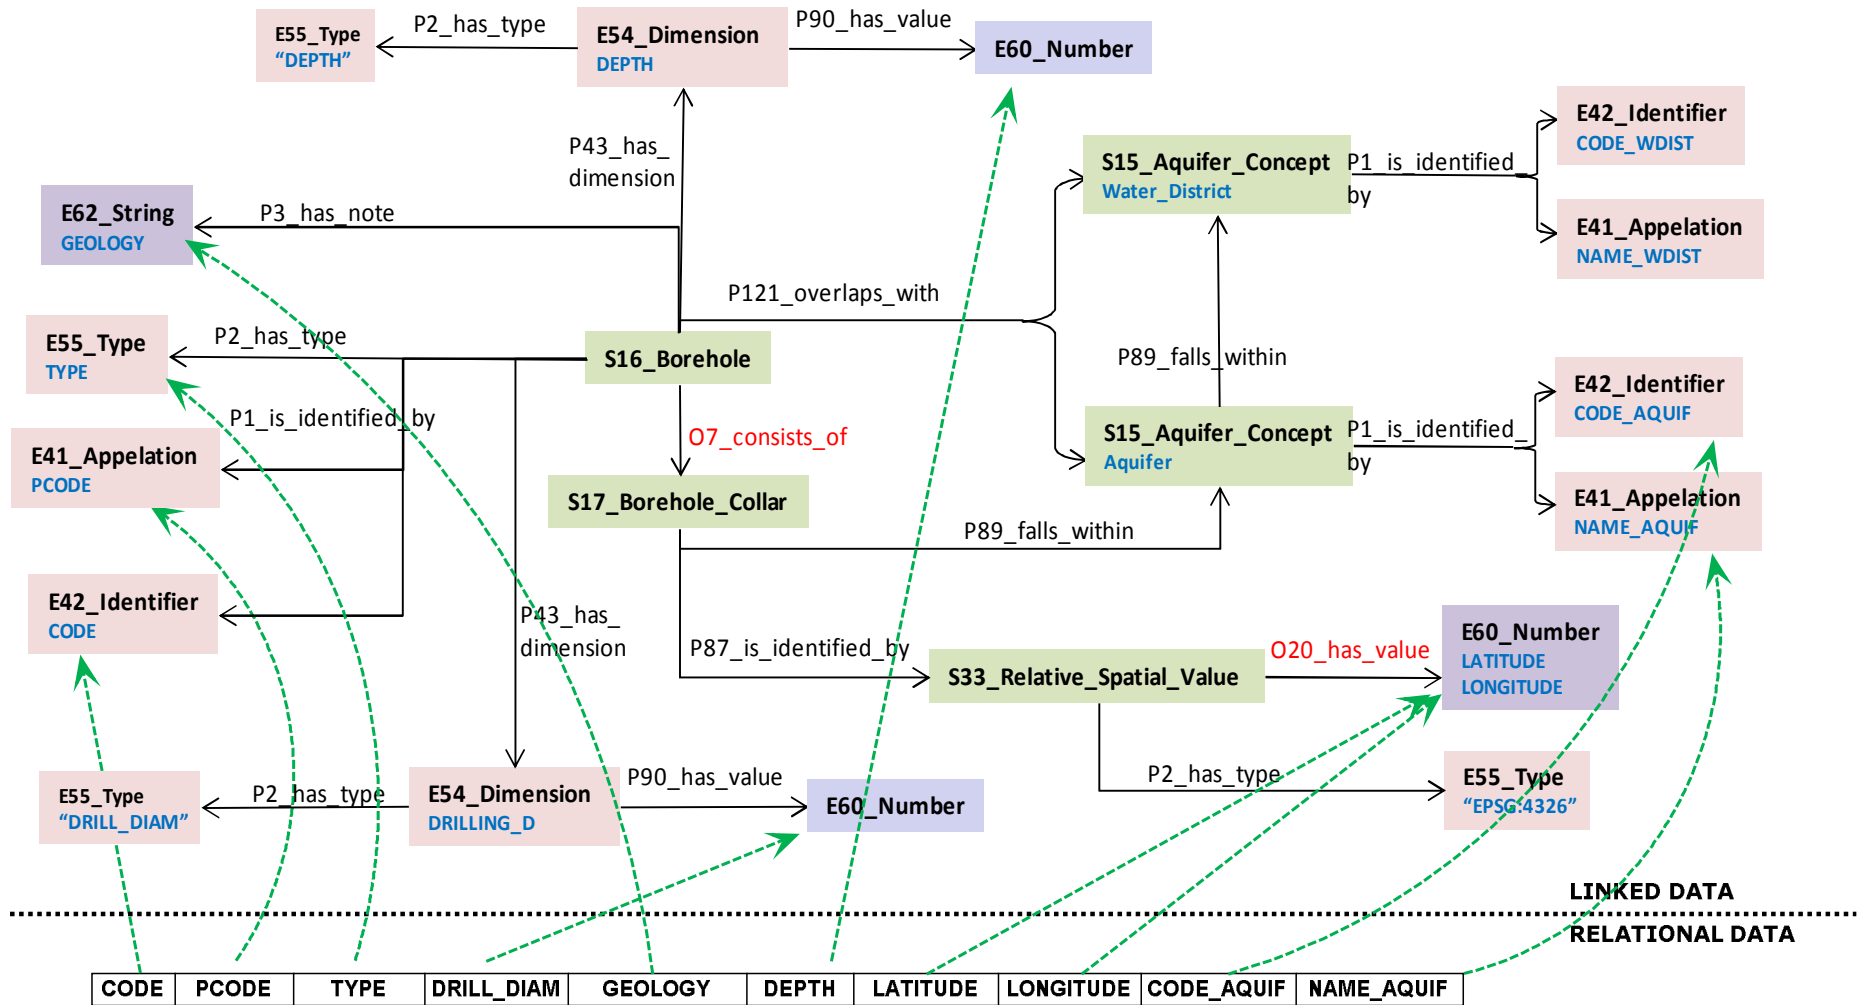 E55_Type
“DEPTH”
P2_has_type
E54_Dimension
DEPTH
P90_has_value
E60_Number
P43_has_
dimension
E62_String
GEOLOGY
P3_has_note
S15_Aquifer_Concept
Water_District
P1_is_identified_
by
E42_Identifier
CODE_WDIST
E41_Appelation
NAME_WDIST
P121_overlaps_with
E55_Type
TYPE
P2_has_type
S16_Borehole
P89_falls_within
P1_is_identified_by
E41_Appelation
PCODE
O7_consists_of
S15_Aquifer_Concept
Aquifer
P1_is_identified_
by
E42_Identifier
CODE_AQUIF
E41_Appelation
NAME_AQUIF
S17_Borehole_Collar
P89_falls_within
E42_Identifier
CODE
P43_has_
dimension
P87_is_identified_by
S33_Relative_Spatial_Value
O20_has_value
E60_Number
LATITUDE
LONGITUDE
E55_Type
“DRILL_DIAM”
P2_has_type
E54_Dimension
DRILLING_D
P90_has_value
E60_Number
P2_has_type
E55_Type
“EPSG:4326”
LINKED DATA
RELATIONAL DATA
CODE PCODE TYPE DRILL_DIAM GEOLOGY DEPTH LATITUDE LONGITUDE CODE_AQUIF NAME_AQUIF